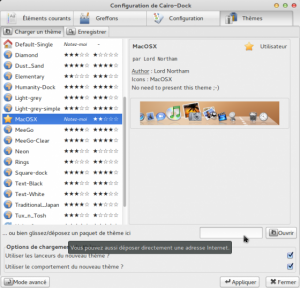 Configuration de Cairo-Dock
Éléments courants
Greffons
Configuration
Thèmes
Charger un thème
Enregistrer
Default-Single
Diamond
Dust_Sand
Elementary
Humanity-Dock
Light-grey
Light-grey-simple
MacOSX
MeeGo
MeeGo-Clear
Neon
Rings
Square-dock
Text-Black
Text-White
Traditional_Japan
Tux_n_Tosh
MacOSX
Utilisateur
par Lord Northam
Author : Lord Northam
Icons : MacOSX
No need to present this theme ;-)
... ou bien glissez/déposez un paquet de thème ici:
Ouvrir
Options de chargement
Vous pouvez aussi déposer directement une adresse Internet.
Utiliser les lanceurs du nouveau thème ?
Utiliser le comportement du nouveau thème ?
Mode avancé
Appliquer
Fermer